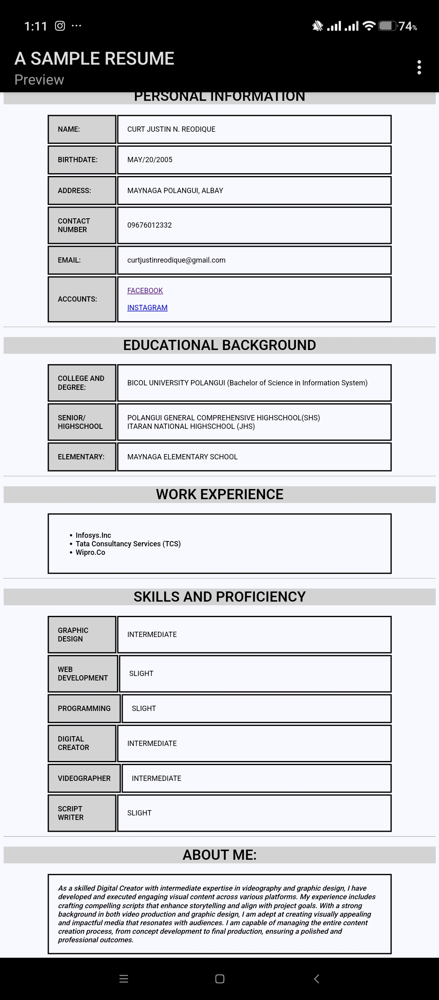 1:11
74%
A SAMPLE RESUME
Preview
PERSONAL INFORMATION
NAME: CURT JUSTIN N. REODIQUE
BIRTHDATE: MAY/20/2005
ADDRESS: MAYNAGA POLANGUI, ALBAY
CONTACT
NUMBER
09676012332
EMAIL: curtjustinreodique@gmail.com
ACCOUNTS:
FACEBOOK
INSTAGRAM
EDUCATIONAL BACKGROUND
COLLEGE AND
DEGREE:
BICOL UNIVERSITY POLANGUI (Bachelor of Science in Information System)
SENIOR/
HIGHSCHOOL
POLANGUI GENERAL COMPREHENSIVE HIGHSCHOOL(SHS)
ITARAN NATIONAL HIGHSCHOOL (JHS)
ELEMENTARY: MAYNAGA ELEMENTARY SCHOOL
WORK EXPERIENCE
• Infosys.Inc
• Tata Consultancy Services (TCS)
• Wipro.Co
SKILLS AND PROFICIENCY
GRAPHIC
DESIGN
INTERMEDIATE
WEB
DEVELOPMENT
SLIGHT
PROGRAMMING SLIGHT
DIGITAL
CREATOR
INTERMEDIATE
VIDEOGRAPHER INTERMEDIATE
SCRIPT
WRITER
SLIGHT
ABOUT ME:
As a skilled Digital Creator with intermediate expertise in videography and graphic design, I have
developed and executed engaging visual content across various platforms. My experience includes
crafting compelling scripts that enhance storytelling and align with project goals. With a strong
background in both video production and graphic design, I am adept at creating visually appealing
and impactful media that resonates with audiences. I am capable of managing the entire content
creation process, from concept development to final production, ensuring a polished and
professional outcomes.